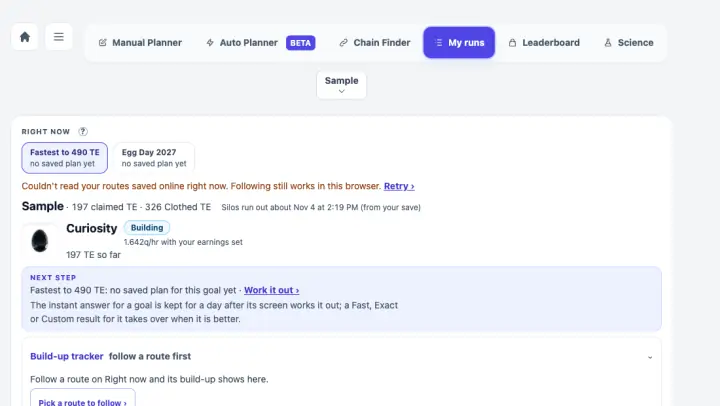 Manual Planner
Auto Planner BETA
Chain Finder
My runs
Leaderboard
Science
Sample
RIGHT NOW ?
Fastest to 490 TE
no saved plan yet
Egg Day 2027
no saved plan yet
Couldn't read your routes saved online right now. Following still works in this browser. Retry ›
Sample · 197 claimed TE · 326 Clothed TE Silos run out about Nov 4 at 2:19 PM (from your save)
Curiosity Building
1.642q/hr with your earnings set
197 TE so far
NEXT STEP
Fastest to 490 TE: no saved plan for this goal yet · Work it out ›
The instant answer for a goal is kept for a day after its screen works it out; a Fast, Exact
or Custom result for it takes over when it is better.
Build-up tracker follow a route first
Follow a route on Right now and its build-up shows here.
Pick a route to follow ›